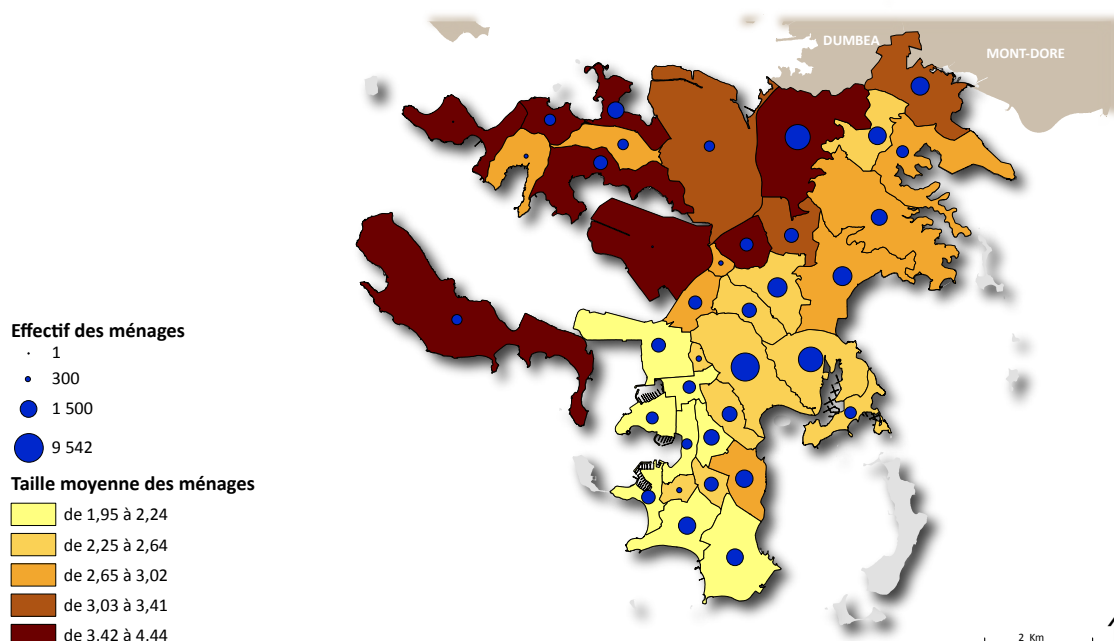 DUMBEA
MONT-DORE
Effectif des ménages
1
300
1 500
9 542
Taille moyenne des ménages
de 1,95 à 2,24
de 2,25 à 2,64
de 2,65 à 3,02
de 3,03 à 3,41
de 3,42 à 4,44
2 Km